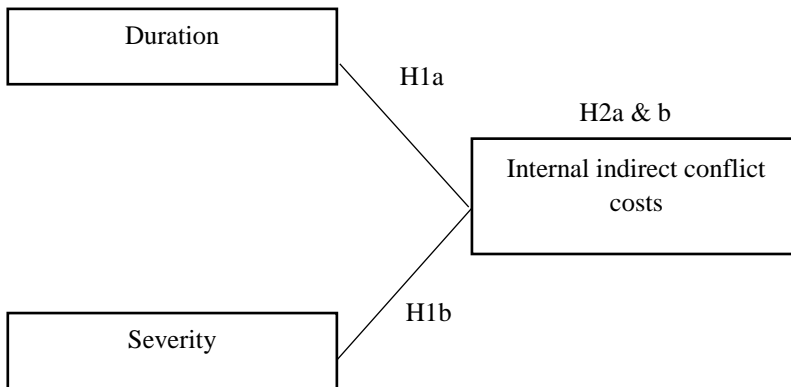 Duration
H1a
H2a & b
Internal indirect conflict
costs
H1b
Severity